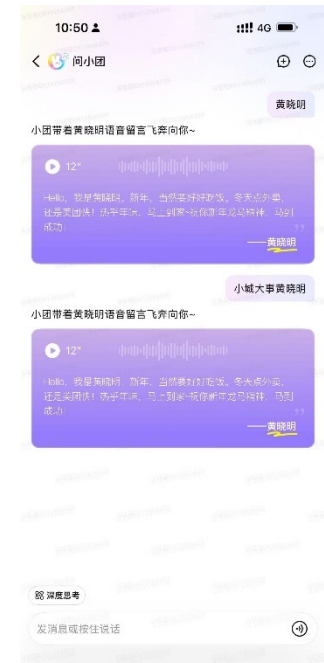 10:50
4G
问小团
黄晓明
小团带着黄晓明语音留言飞奔向你~
12"
Hello，我是黄晓明，新年，当然要好好吃饭。冬天点外卖，
还是美团快！热乎年味，马上到家~祝你新年龙马精神，马到
成功！
——黄晓明
小城大事黄晓明
小团带着黄晓明语音留言飞奔向你~
12"
Hello，我是黄晓明，新年，当然要好好吃饭。冬天点外卖，
还是美团快！热乎年味，马上到家~祝你新年龙马精神，马到
成功！
——黄晓明
深度思考
发消息或按住说话